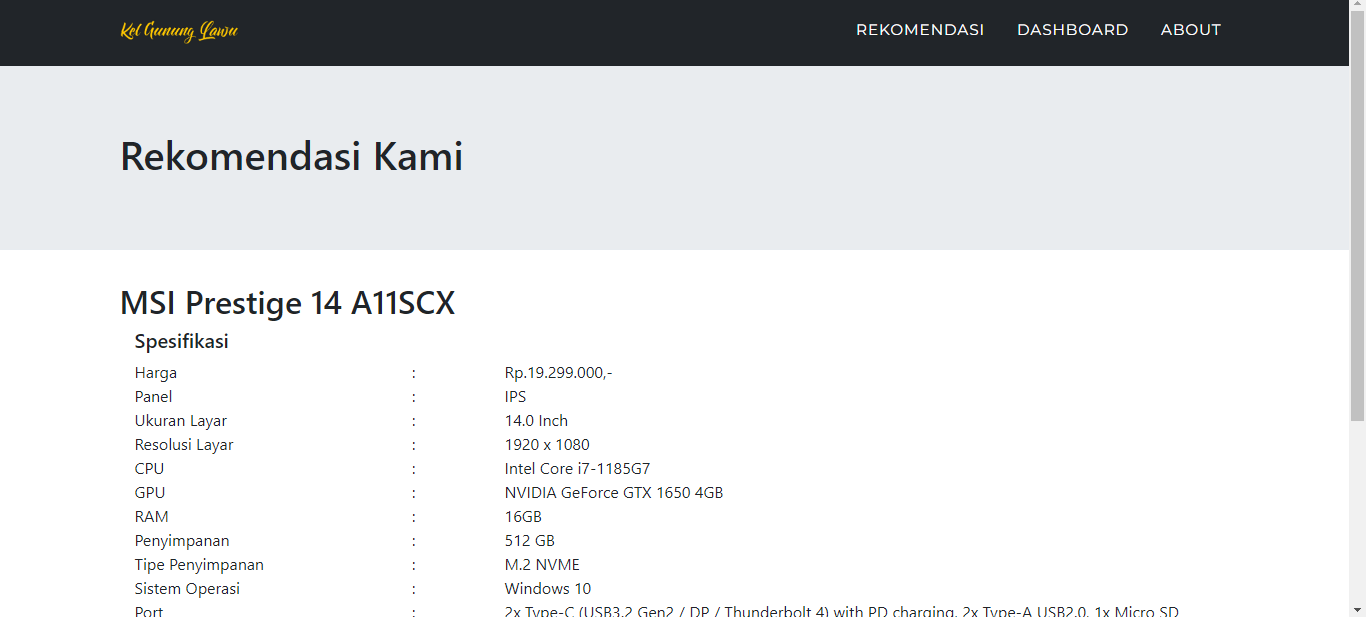 Kol Gunung Lawu REKOMENDASI DASHBOARD ABOUT
Rekomendasi Kami
MSI Prestige 14 A11SCX
Spesifikasi
Harga : Rp.19.299.000,-
Panel : IPS
Ukuran Layar : 14.0 Inch
Resolusi Layar : 1920 x 1080
CPU : Intel Core i7-1185G7
GPU : NVIDIA GeForce GTX 1650 4GB
RAM : 16GB
Penyimpanan : 512 GB
Tipe Penyimpanan : M.2 NVME
Sistem Operasi : Windows 10
Port : 2x Type-C (USB3.2 Gen2 / DP / Thunderbolt 4) with PD charging, 2x Type-A USB2.0, 1x Micro SD